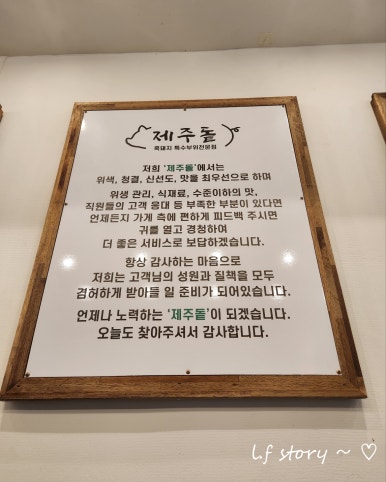 제주돝
흑돼지 특수부위전문점
저희 '제주돝'에서는
위색, 청결, 신선도, 맛을 최우선으로 하며
위생 관리, 식재료, 수준이하의 맛,
직원들의 고객 응대 등 부족한 부분이 있다면
언제든지 가게 측에 편하게 피드백 주시면
귀를 열고 경청하여
더 좋은 서비스로 보답하겠습니다.
항상 감사하는 마음으로
저희는 고객님의 성원과 질책을 모두
겸허하게 받아들 일 준비가 되어있습니다.
언제나 노력하는 '제주돝'이 되겠습니다.
오늘도 찾아주셔서 감사합니다.
l.f story ~ ♡